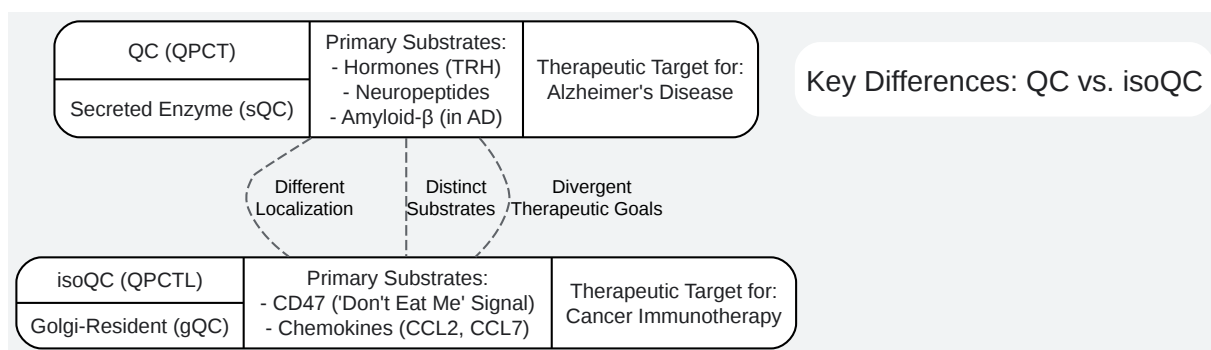 QC (QPCT)
Secreted Enzyme (sQC)
Primary Substrates:
- Hormones (TRH)
- Neuropeptides
- Amyloid-β (in AD)
Therapeutic Target for:
Alzheimer's Disease
Key Differences: QC vs. isoQC
Different
Localization
Distinct
Substrates
Divergent
Therapeutic Goals
isoQC (QPCTL)
Golgi-Resident (gQC)
Primary Substrates:
- CD47 ('Don't Eat Me' Signal)
- Chemokines (CCL2, CCL7)
Therapeutic Target for:
Cancer Immunotherapy